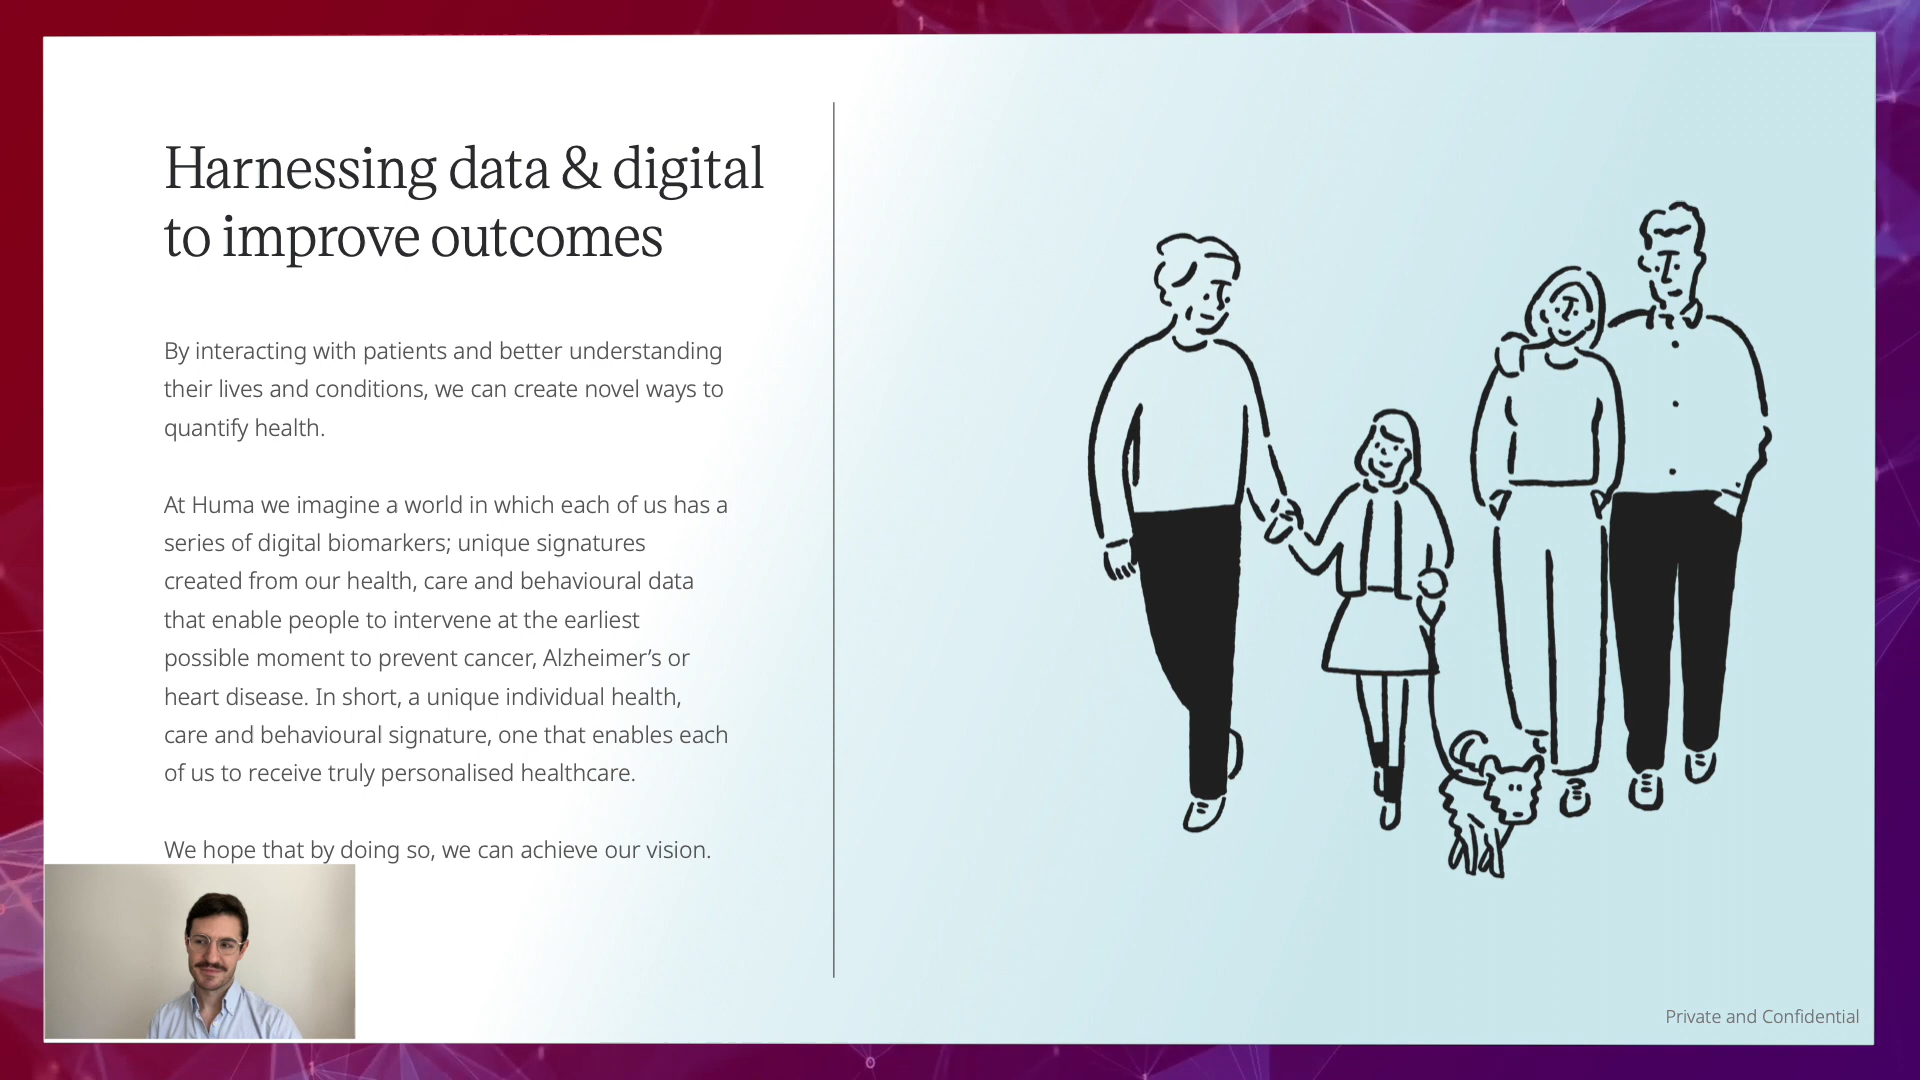 Harnessing data & digital
to improve outcomes
By interacting with patients and better understanding
their lives and conditions, we can create novel ways to
quantify health.
At Huma we imagine a world in which each of us has a
series of digital biomarkers; unique signatures
created from our health, care and behavioural data
that enable people to intervene at the earliest
possible moment to prevent cancer, Alzheimer’s or
heart disease. In short, a unique individual health,
care and behavioural signature, one that enables each
of us to receive truly personalised healthcare.
We hope that by doing so, we can achieve our vision.
Private and Confidential